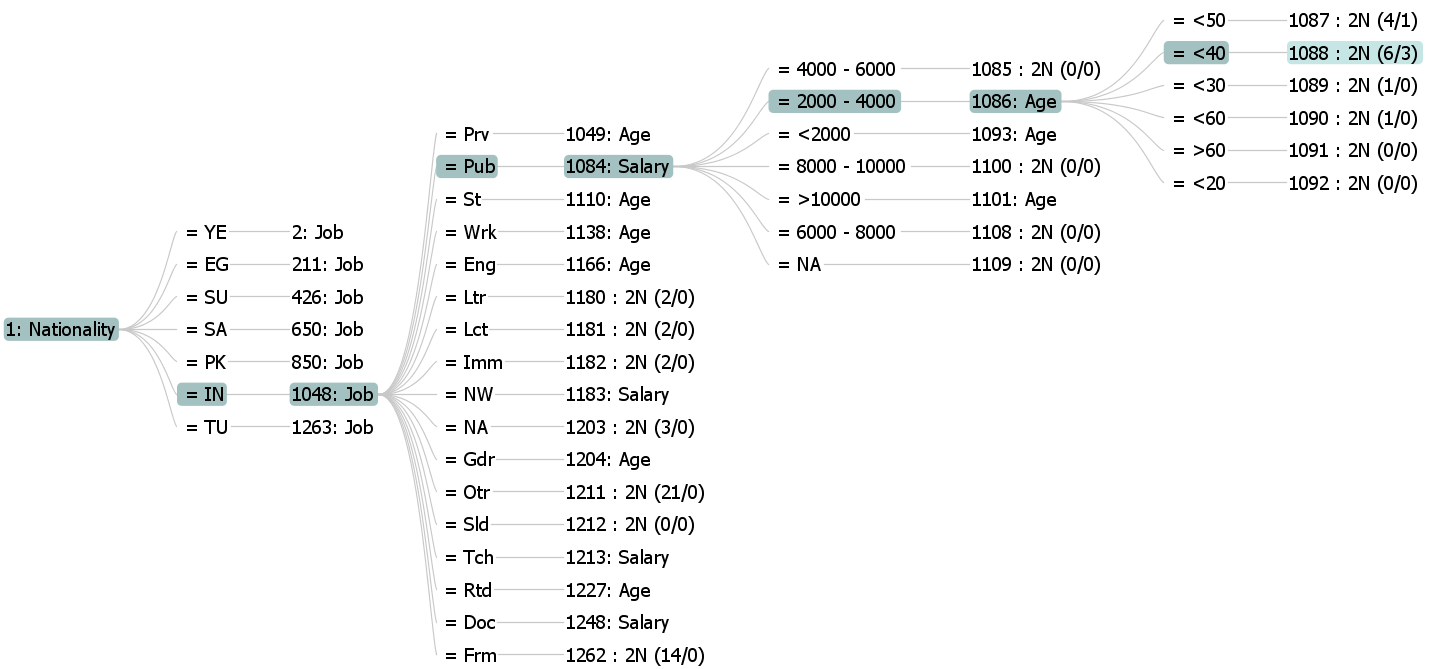 1: Nationality
= YE 2: Job
= EG 211: Job
= SU 426: Job
= SA 650: Job
= PK 850: Job
= IN 1048: Job
= TU 1263: Job
= Prv 1049: Age
= Pub 1084: Salary
= St 1110: Age
= Wrk 1138: Age
= Eng 1166: Age
= Ltr 1180 : 2N (2/0)
= Lct 1181 : 2N (2/0)
= Imm 1182 : 2N (2/0)
= NW 1183: Salary
= NA 1203 : 2N (3/0)
= Gdr 1204: Age
= Otr 1211 : 2N (21/0)
= Sld 1212 : 2N (0/0)
= Tch 1213: Salary
= Rtd 1227: Age
= Doc 1248: Salary
= Frm 1262 : 2N (14/0)
= 4000 - 6000 1085 : 2N (0/0)
= 2000 - 4000 1086: Age
= <2000 1093: Age
= 8000 - 10000 1100 : 2N (0/0)
= >10000 1101: Age
= 6000 - 8000 1108 : 2N (0/0)
= NA 1109 : 2N (0/0)
= <50 1087 : 2N (4/1)
= <40 1088 : 2N (6/3)
= <30 1089 : 2N (1/0)
= <60 1090 : 2N (1/0)
= >60 1091 : 2N (0/0)
= <20 1092 : 2N (0/0)